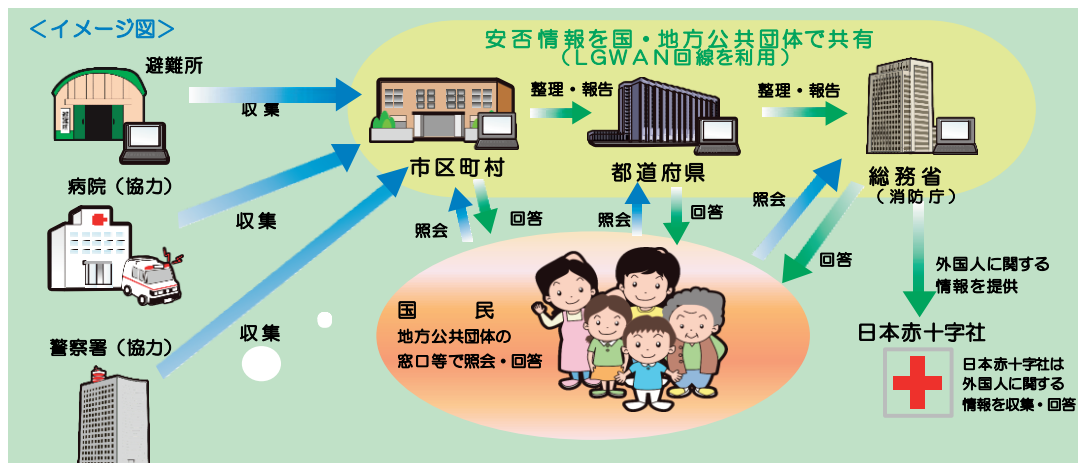 ＜イメージ図＞
安否情報を国・地方公共団体で共有
（ＬＧＷＡＮ回線を利用）
避難所
収集
整理・報告
整理・報告
病院（協力）
市区町村
都道府県
総務省
（消防庁）
収集
照会
回答
照会
回答
照会
回答
外国人に関する
情報を提供
国民
地方公共団体の
窓口等で照会・回答
収集
警察署（協力）
日本赤十字社
日本赤十字社は
外国人に関する
情報を収集・回答